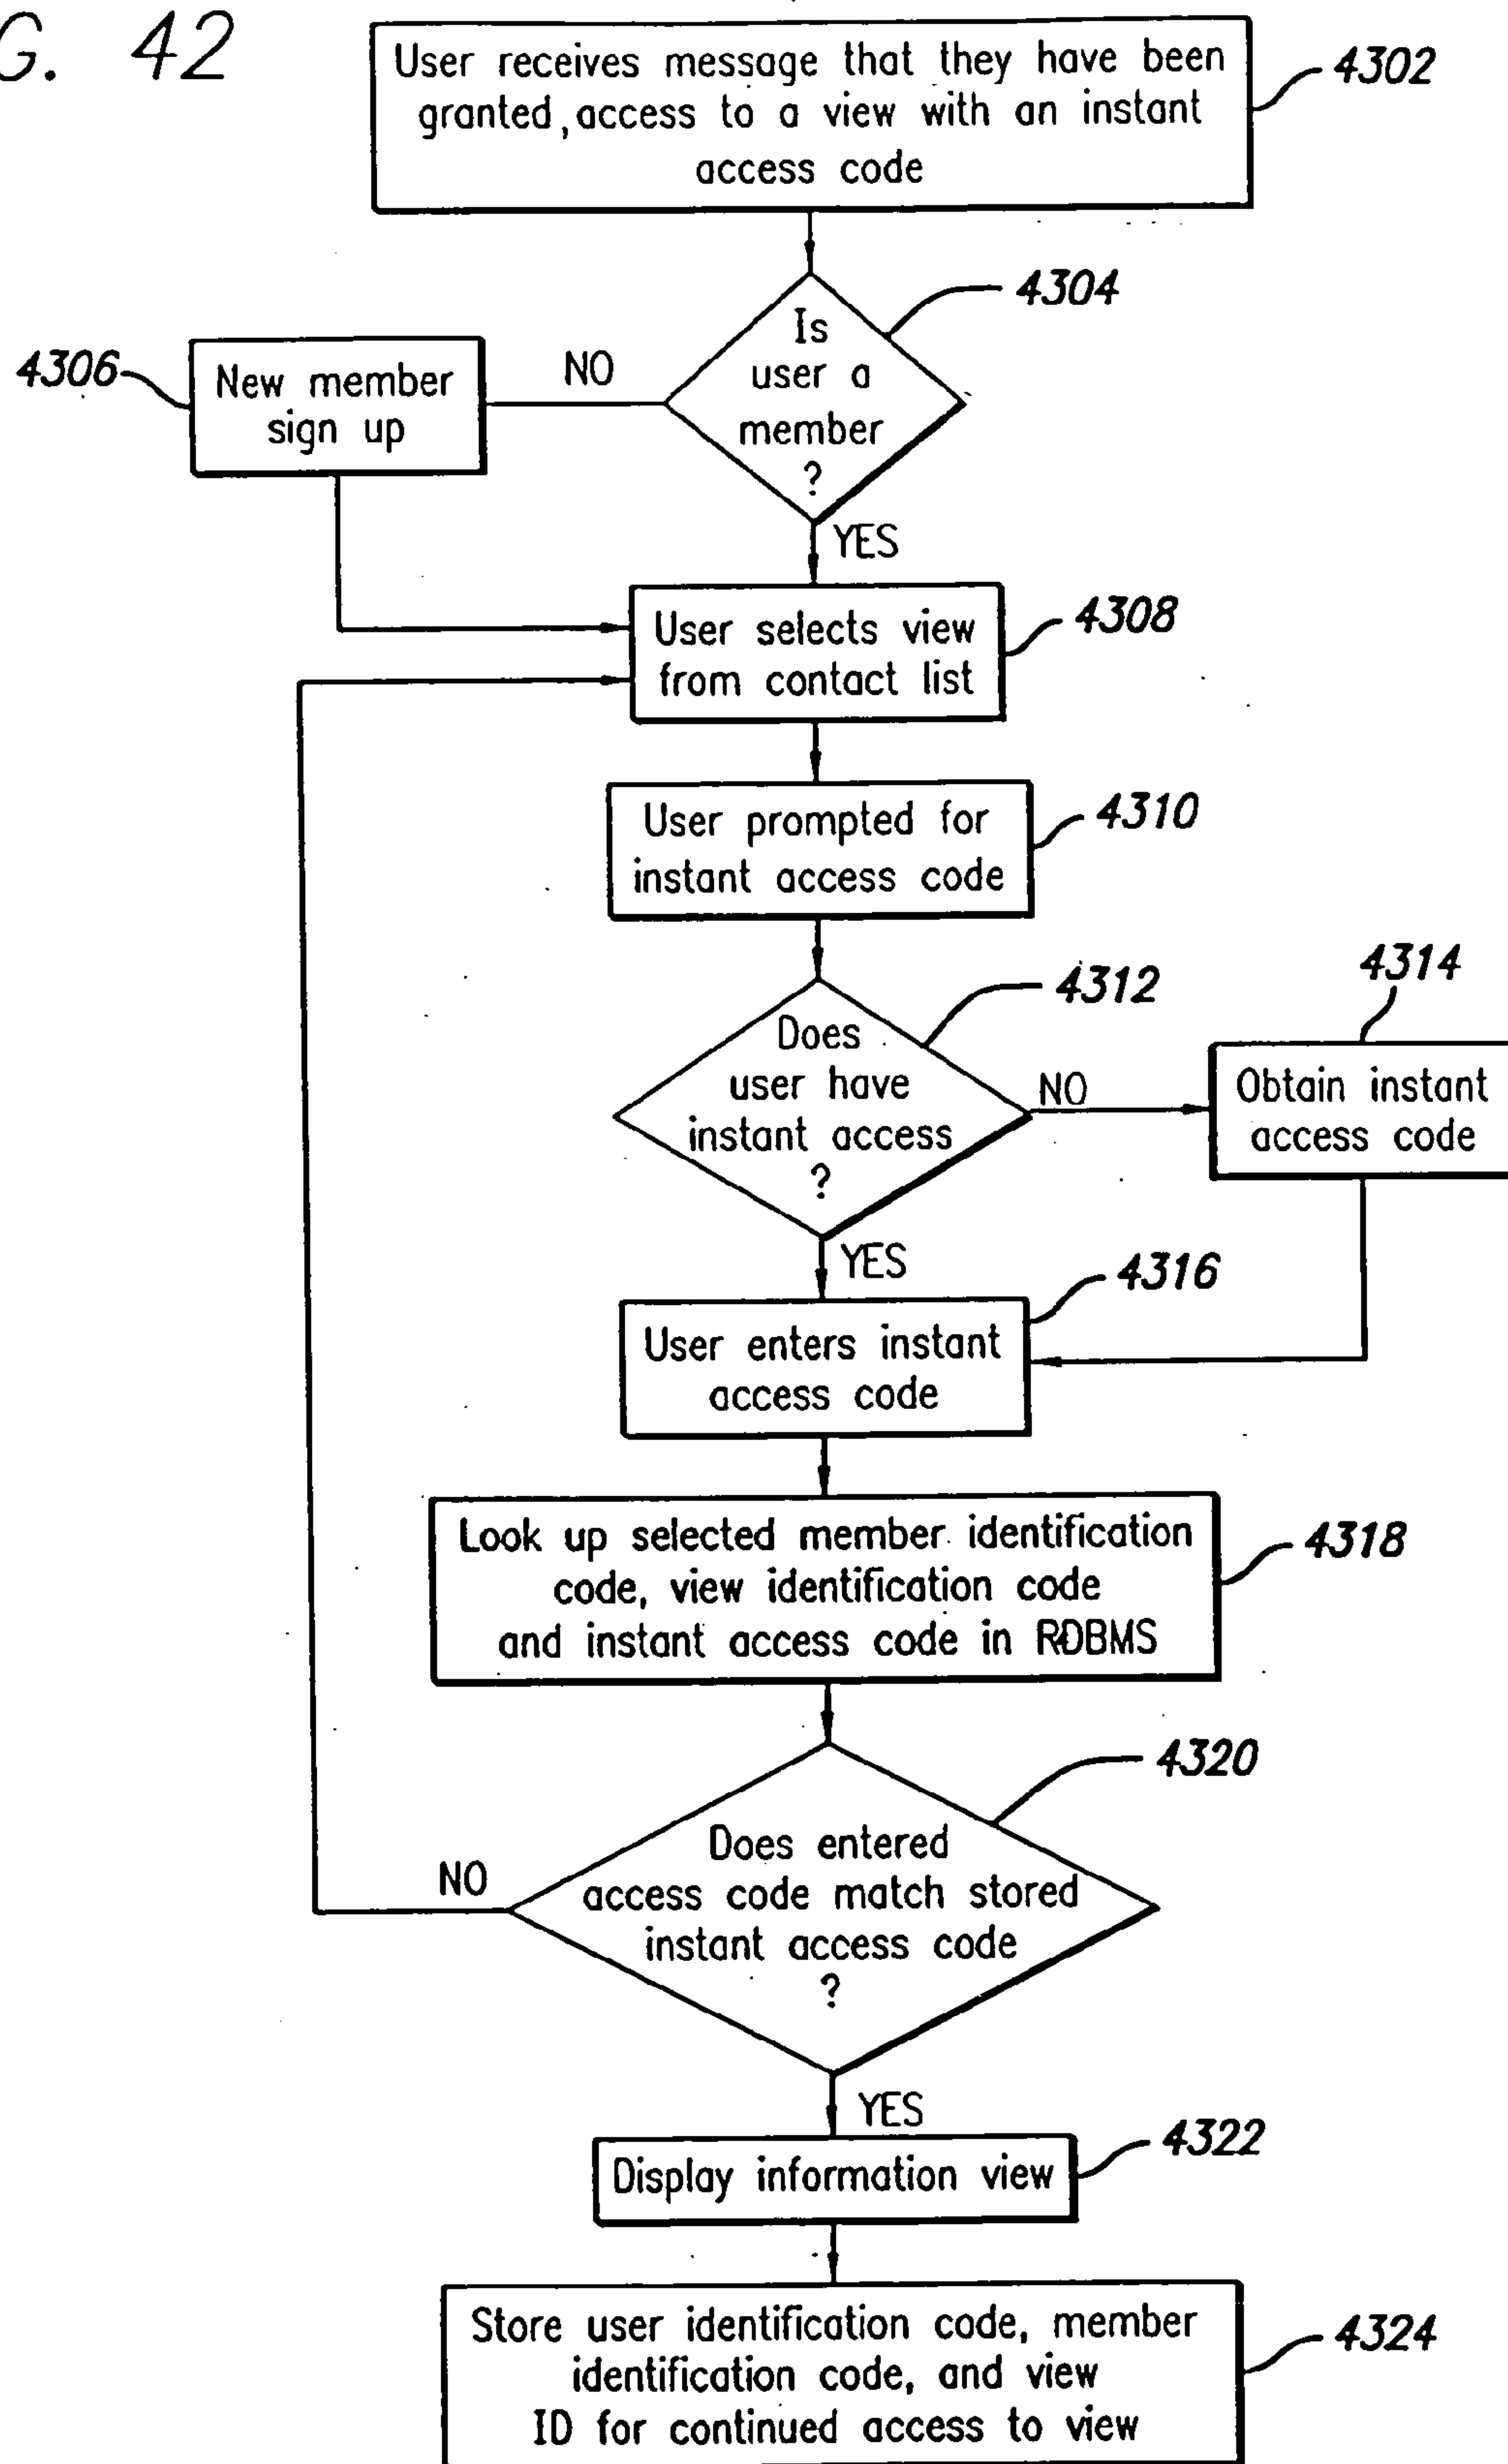 G. 42
User receives message that they have been
granted, access to a view with an instant
access code
4302
4304
Is
user a
member
?
NO
4306
New member
sign up
YES
User selects view
from contact list
4308
User prompted for
instant access code
4310
4312
Does
user have
instant access
?
NO
4314
Obtain instant
access code
YES
4316
User enters instant
access code
Look up selected member identification
code, view identification code
and instant access code in RDBMS
4318
4320
Does entered
access code match stored
instant access code
?
NO
YES
4322
Display information view
Store user identification code, member
identification code, and view
ID for continued access to view
4324